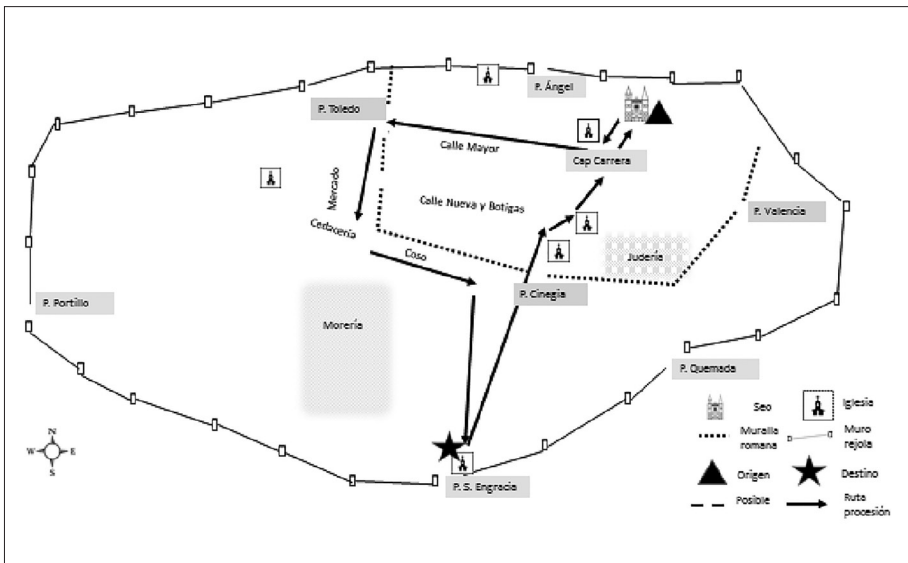 P. Ángel
P. Toledo
Calle Mayor
Cap Carrera
Mercado
Calle Nueva y Botigas
P. Valencia
Cedacería
Coso
Judería
P. Portillo
P. Cinegia
Morería
P. Quemada
Seo
Iglesia
Muralla
romana
Muro
rejola
N
W E
S
Origen
Destino
P. S. Engracia
Posible
Ruta
procesión